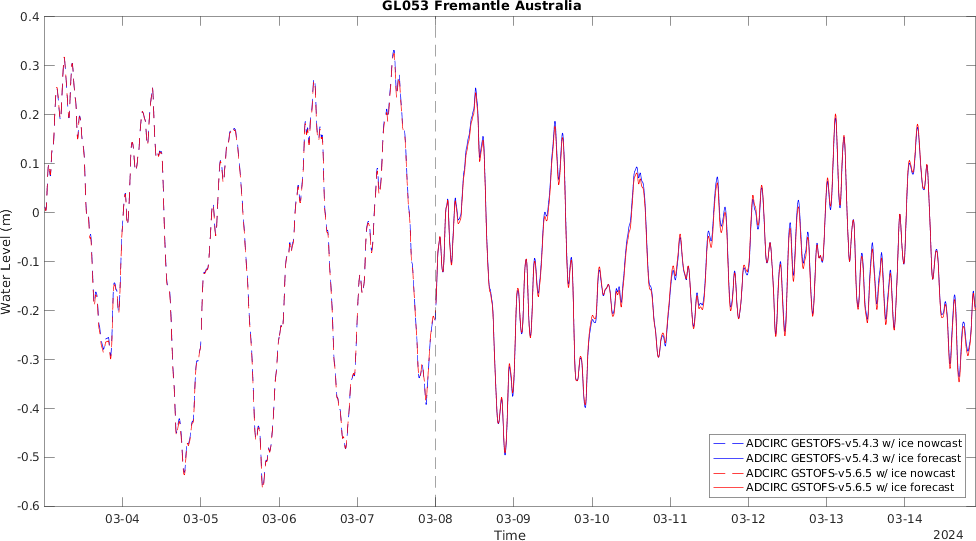 GL053 Fremantle Australia
0.4
0.3
0.2
0.1
0
-0.1
-0.2
-0.3
-0.4
-0.5
-0.6
Water Level (m)
ADCIRC GESTOFS-v5.4.3 w/ ice nowcast
ADCIRC GESTOFS-v5.4.3 w/ ice forecast
ADCIRC GSTOFS-v5.6.5 w/ ice nowcast
ADCIRC GSTOFS-v5.6.5 w/ ice forecast
03-04 03-05 03-06 03-07 03-08 03-09 03-10 03-11 03-12 03-13 03-14
Time
2024